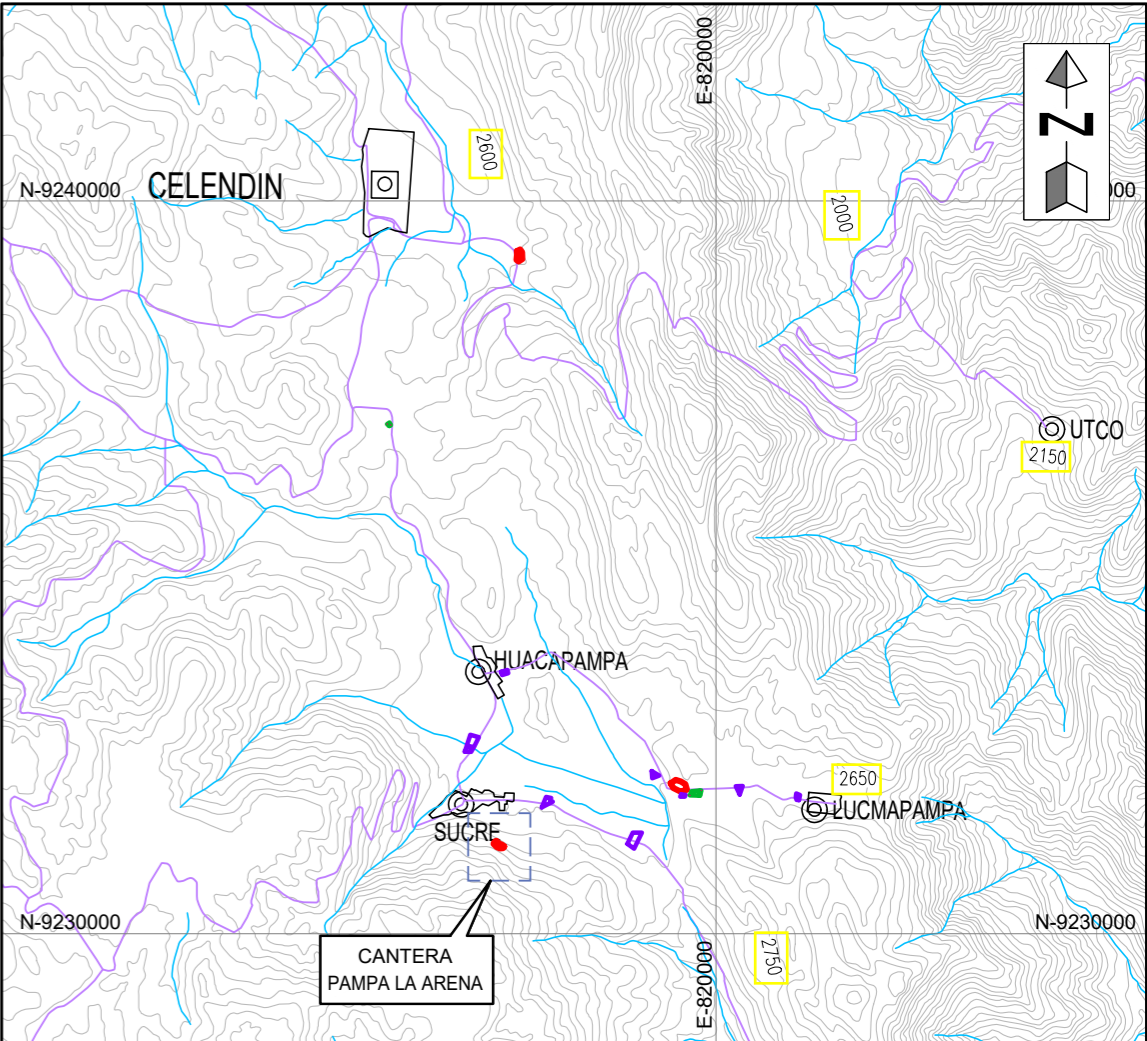 E-820000
2600
N
N-9240000
CELENDIN
000
2000
UTCO
2150
HUACAPAMPA
2650
LUCMAPAMPA
SUCRE
N-9230000
N-9230000
CANTERA
PAMPA LA ARENA
E-820000
2750